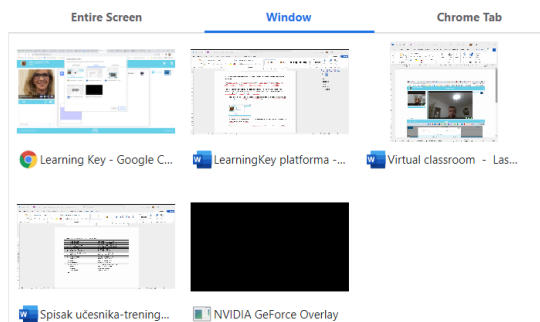 Entire Screen
Window
Chrome Tab
Learning Key - Google C...
LearningKey platforma -...
Virtual classroom - Las...
Spisak učesnika-trening...
NVIDIA GeForce Overlay